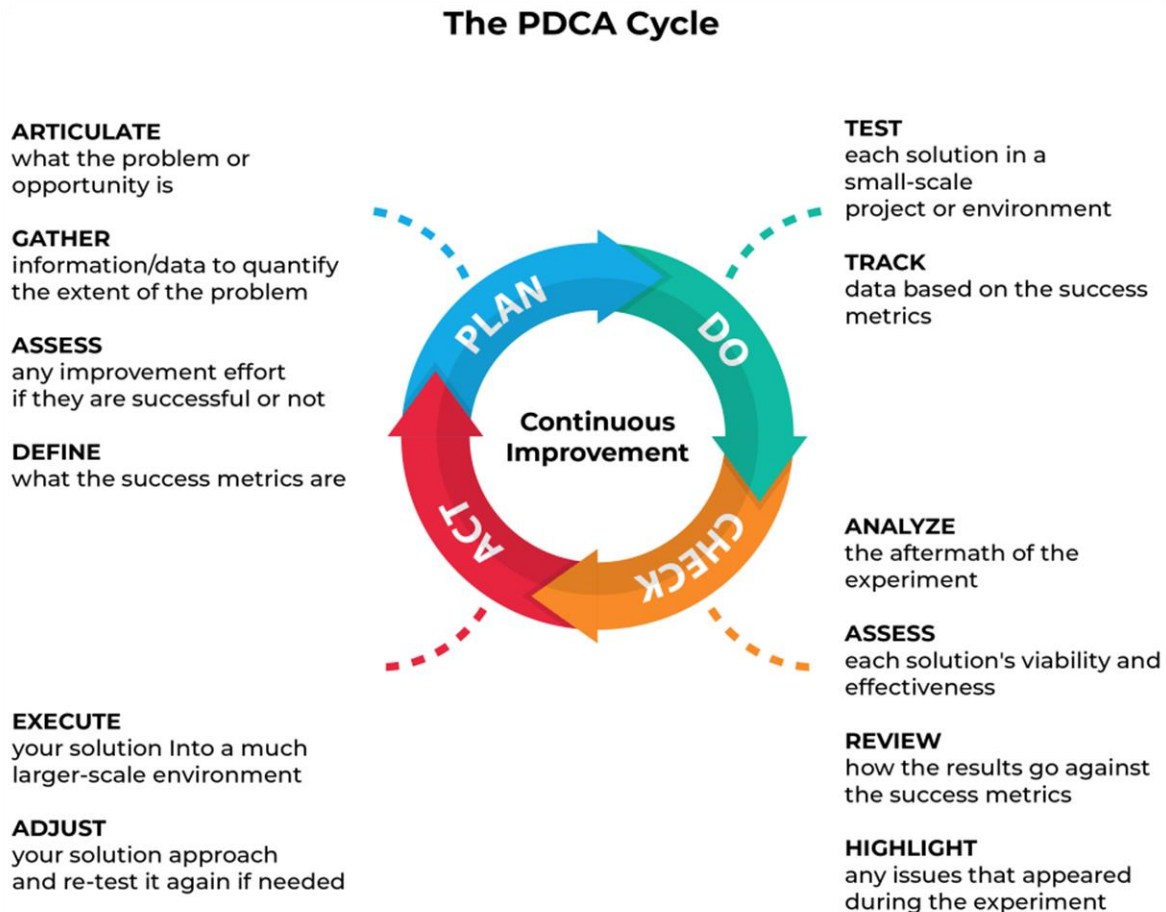 The PDCA Cycle
ARTICULATE
what the problem or
opportunity is
GATHER
information/data to quantify
the extent of the problem
ASSESS
any improvement effort
if they are successful or not
DEFINE
what the success metrics are
TEST
each solution in a
small-scale
project or environment
TRACK
data based on the success
metrics
PLAN
DO
CHECK
ACT
Continuous
Improvement
ANALYZE
the aftermath of the
experiment
ASSESS
each solution's viability and
effectiveness
REVIEW
how the results go against
the success metrics
HIGHLIGHT
any issues that appeared
during the experiment
EXECUTE
your solution Into a much
larger-scale environment
ADJUST
your solution approach
and re-test it again if needed